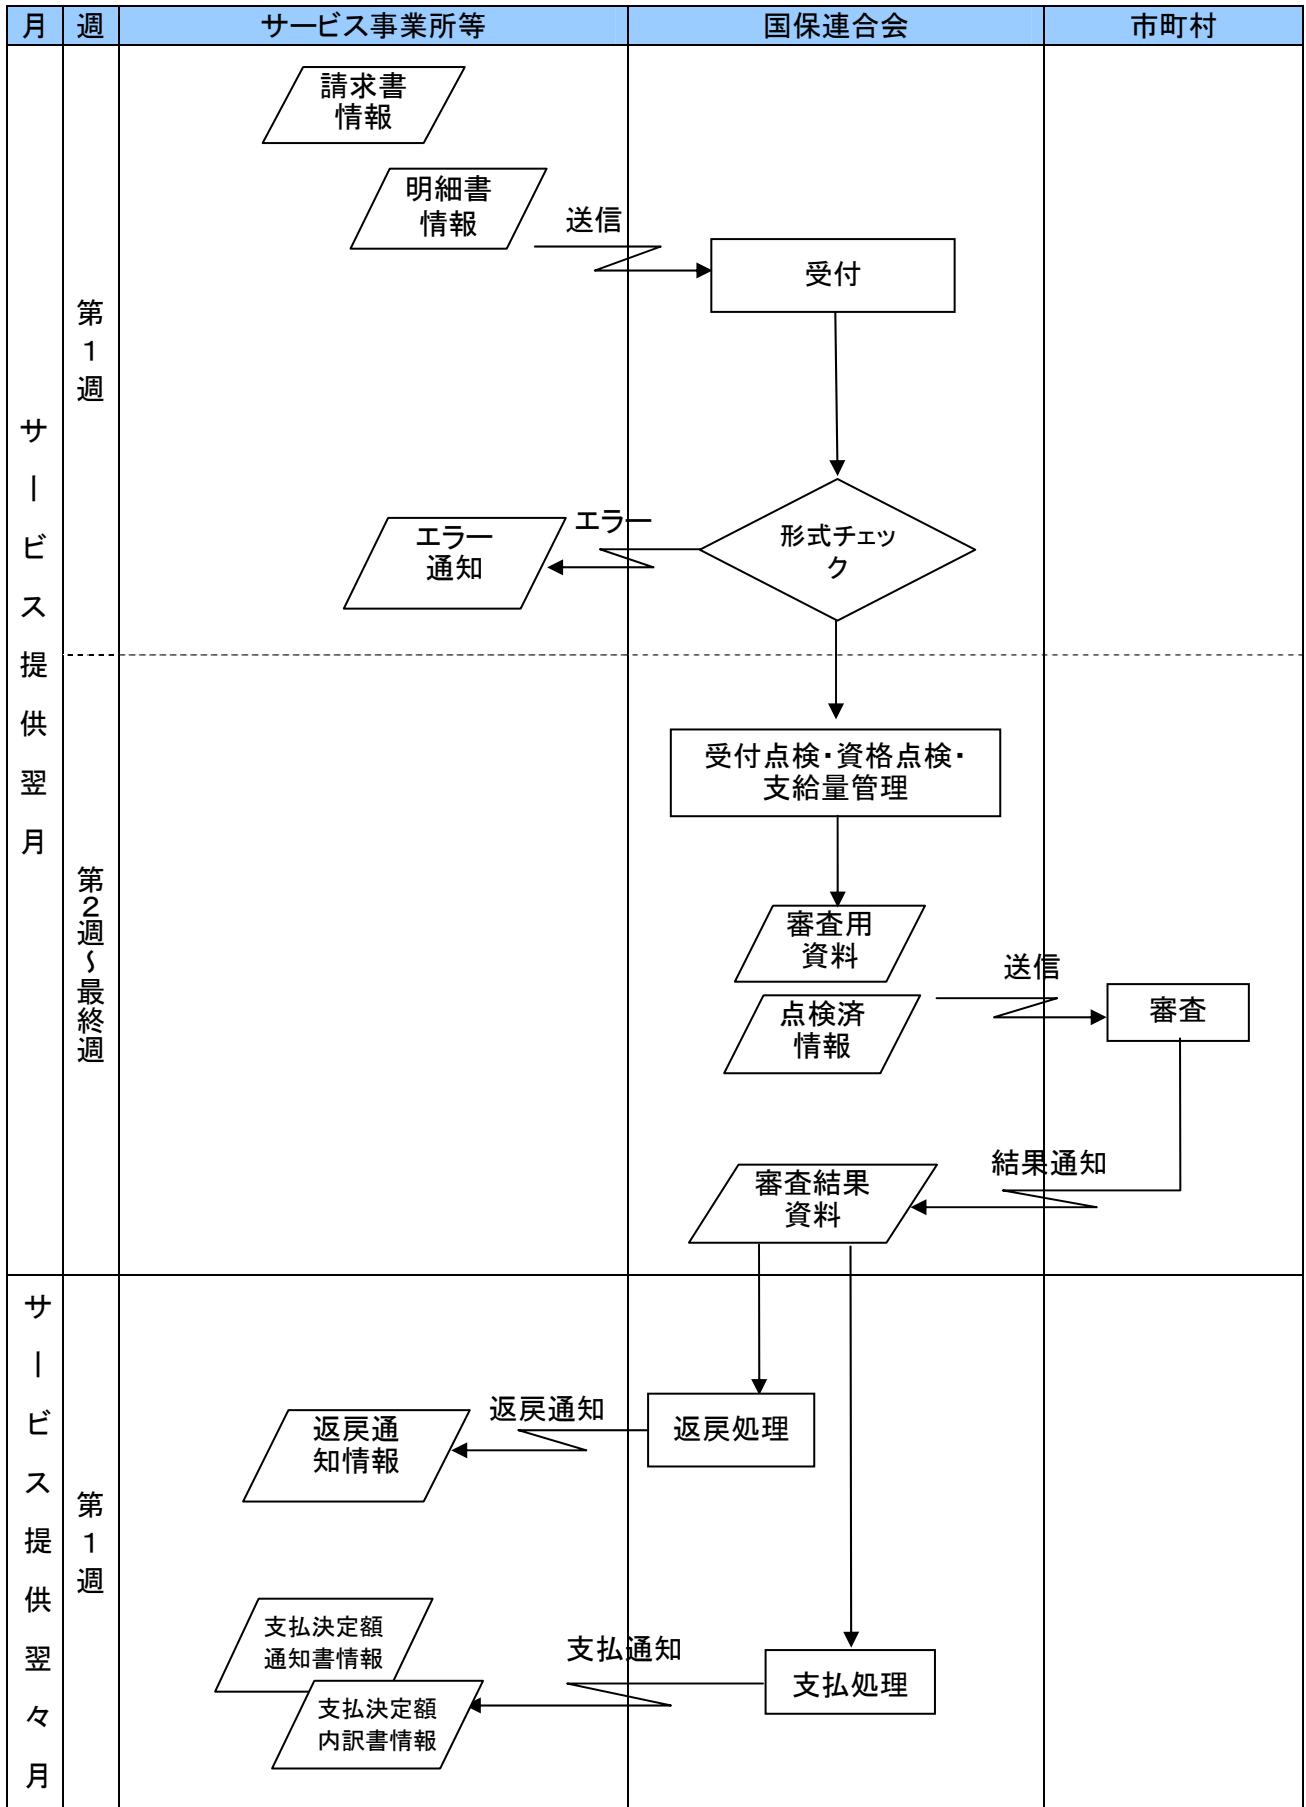 月 週 サービス事業所等 国保連合会 市町村
請求書
情報
明細書
情報
送信
受付
第1週
サービス提供翌月
エラー
エラー
通知
形式チェッ
ク
受付点検・資格点検・
支給量管理
第2週～最終週
審査用
資料
送信
点検済
情報
審査
結果通知
審査結果
資料
サービス提供翌々月
第1週
返戻通知
返戻処理
返戻通
知情報
支払決定額
通知書情報
支払通知
支払処理
支払決定額
内訳書情報